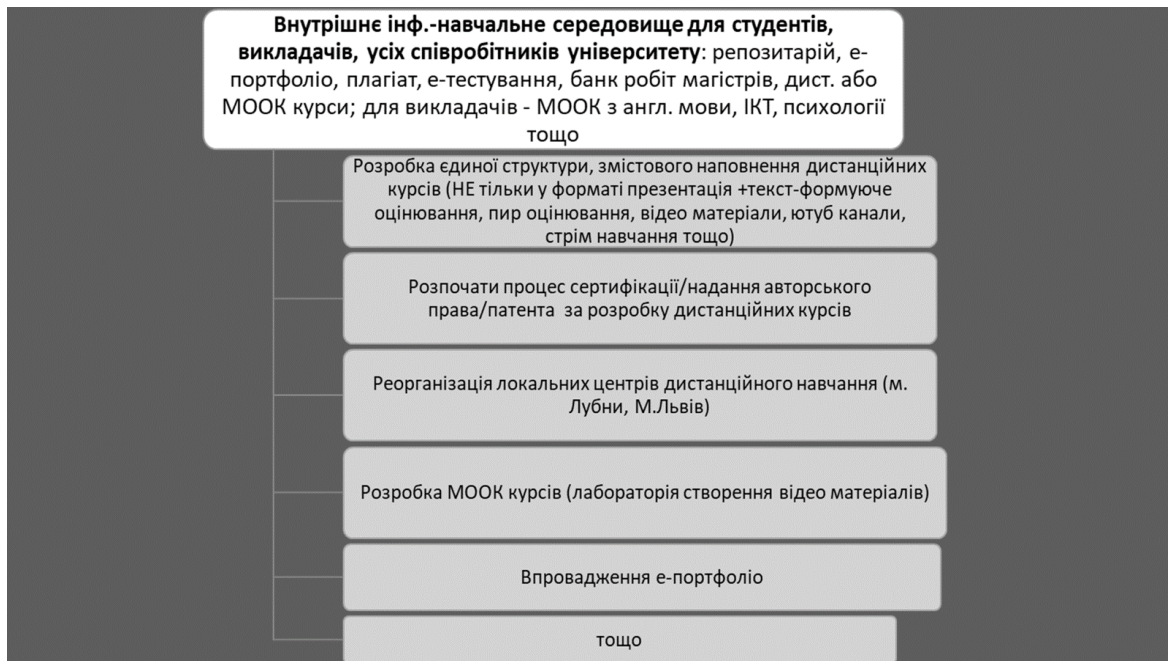 Внутрішнє інф.-навчальне середовище для студентів,
викладачів, усіх співробітників університету: репозитарій, е-
портфоліо, плагіат, е-тестування, банк робіт магістрів, дист. або
МООК курси; для викладачів - МООК з англ. мови, ІКТ, психології
тощо
Розробка єдиної структури, змістового наповнення дистанційних
курсів (НЕ тільки у форматі презентація +текст-формуюче
оцінювання, пир оцінювання, відео матеріали, ютуб канали,
стрім навчання тощо)
Розпочати процес сертифікації/надання авторського
права/патента за розробку дистанційних курсів
Реорганізація локальних центрів дистанційного навчання (м.
Лубни, М.Львів)
Розробка МООК курсів (лабораторія створення відео матеріалів)
Впровадження е-портфоліо
тощо